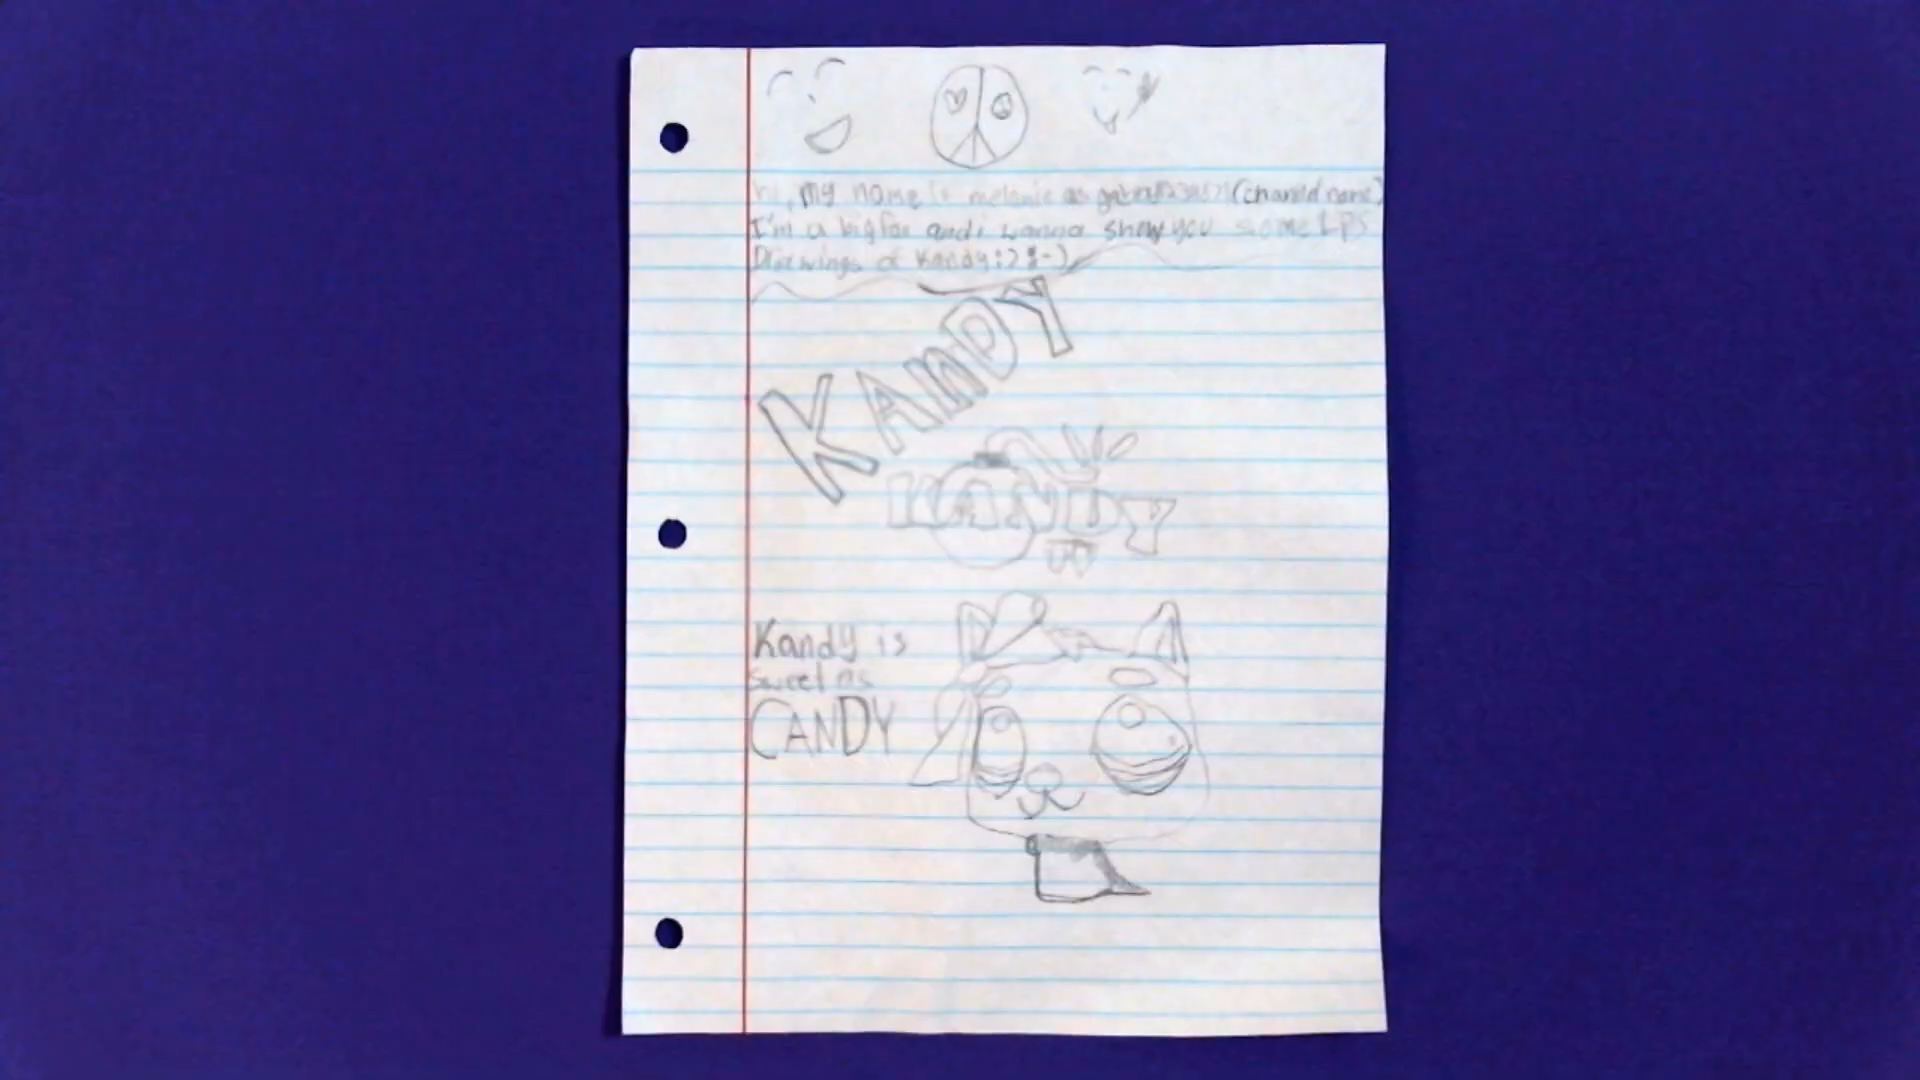 hi, my name is melanie as (channel name)
I'm a big fan and i wanna show you some LPS
Drawings of Kandy :) :-)
KAnDY
KANDY
Kandy is
sweet as
CANDY